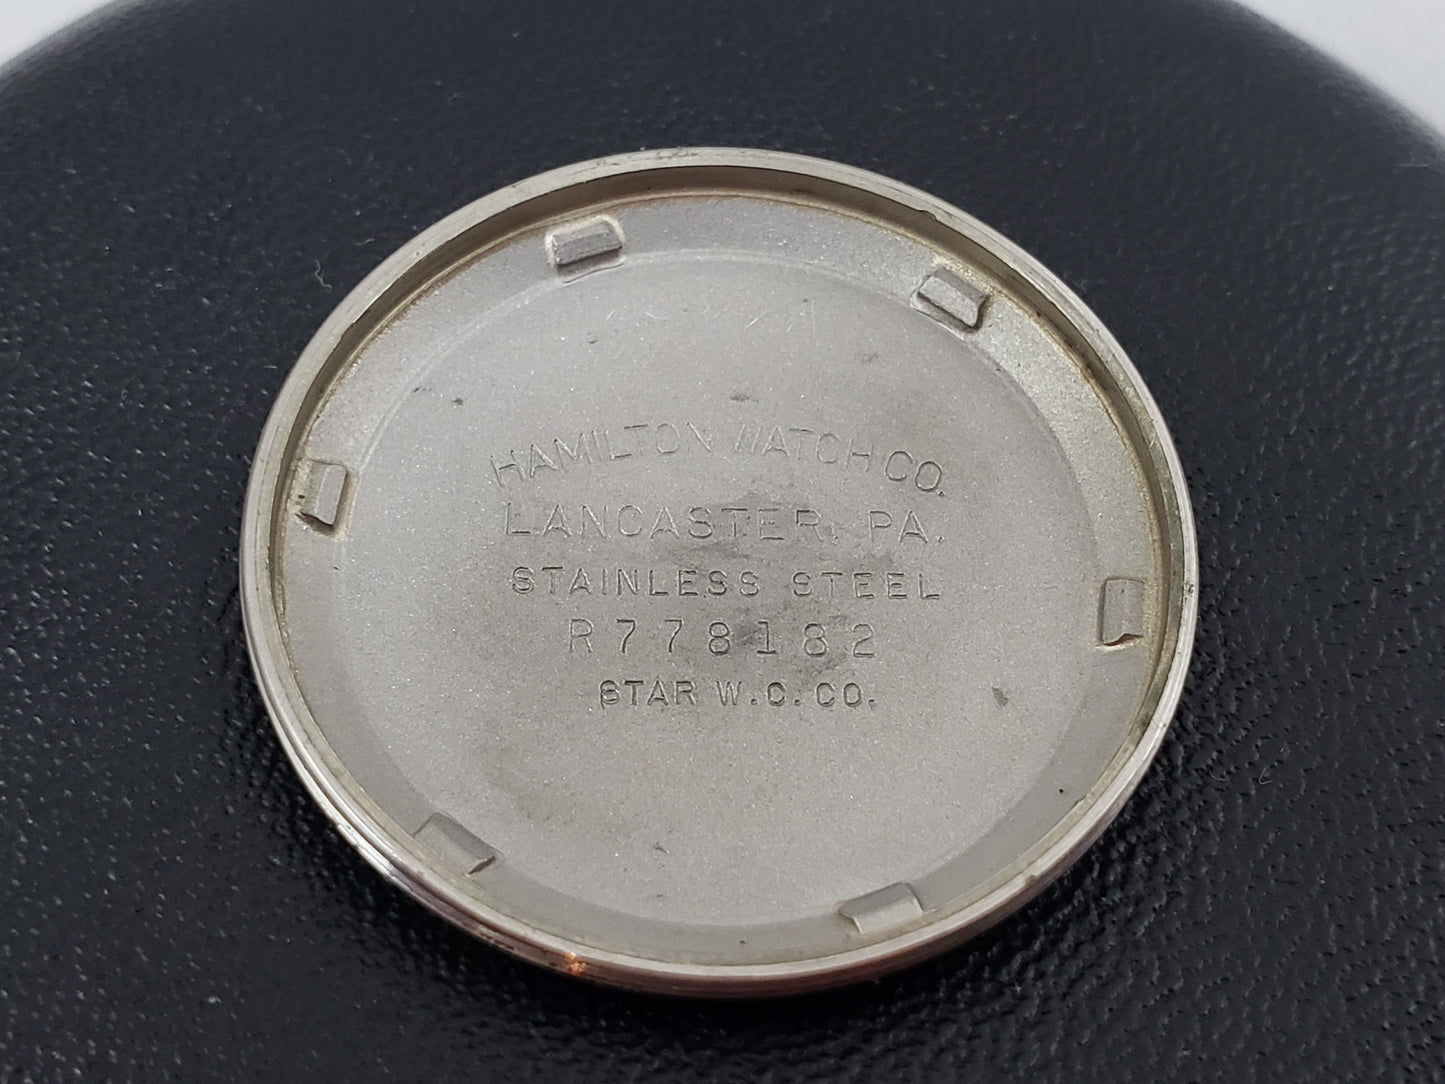 HAMILTON WATCH CO.
LANCASTER, PA.
STAINLESS STEEL
R778182
STAR W.C.CO.